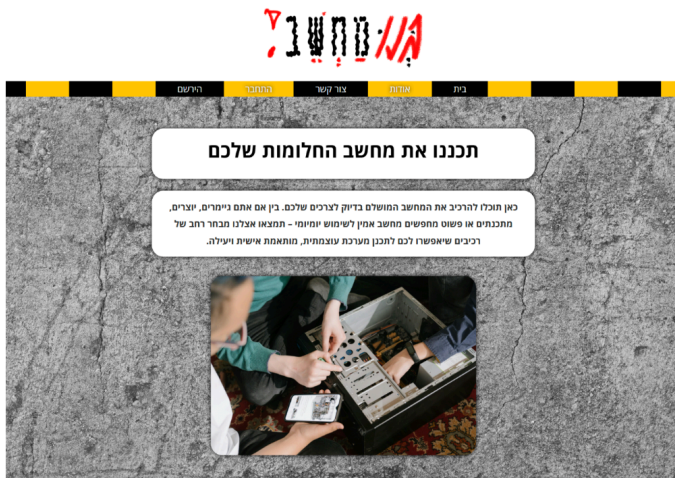 בְּנוּ מַחְשֵׁב!
בית אודות צור קשר התחבר הירשם
תכננו את מחשב החלומות שלכם
כאן תוכלו להרכיב את המחשב המושלם בדיוק לצרכים שלכם. בין אם אתם גיימרים, יוצרים,
מתכנתים או פשוט מחפשים מחשב אמין לשימוש יומיומי – תמצאו אצלנו מבחר רחב של
רכיבים שיאפשרו לכם לתכנן מערכת עוצמתית, מותאמת אישית ויעילה.